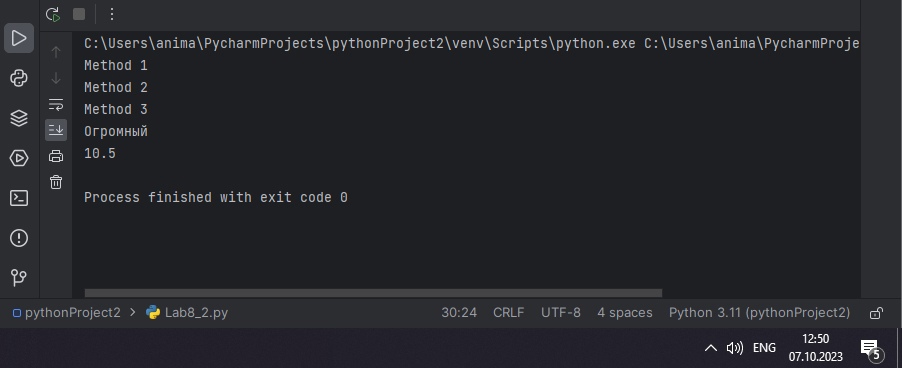 C:\Users\anima\PycharmProjects\pythonProject2\venv\Scripts\python.exe C:\Users\anima\PycharmProje
Method 1
Method 2
Method 3
Огромный
10.5
Process finished with exit code 0
pythonProject2 > Lab8_2.py 30:24 CRLF UTF-8 4 spaces Python 3.11 (pythonProject2)
ENG 12:50
07.10.2023 5